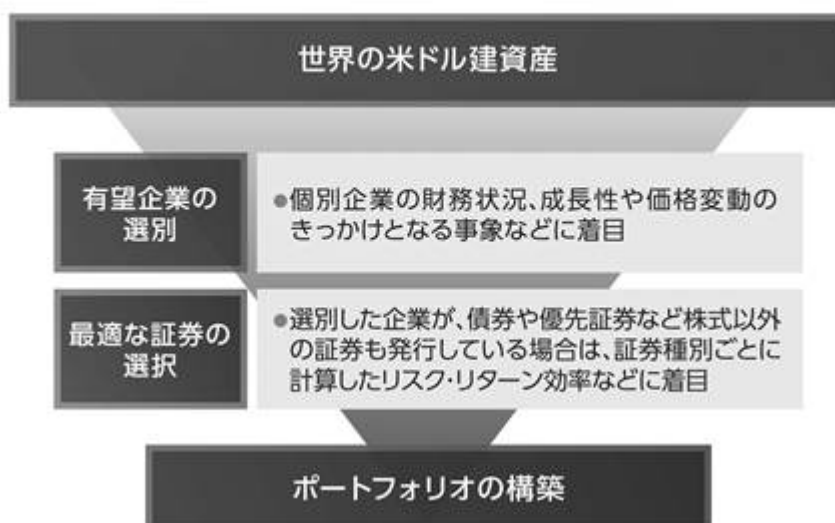 世界の米ドル建資産
有望企業の
選別
●個別企業の財務状況、成長性や価格変動の
きっかけとなる事象などに着目
最適な証券の
選択
●選別した企業が、債券や優先証券など株式以外
の証券も発行している場合は、証券種別ごとに
計算したリスク・リターン効率などに着目
ポートフォリオの構築